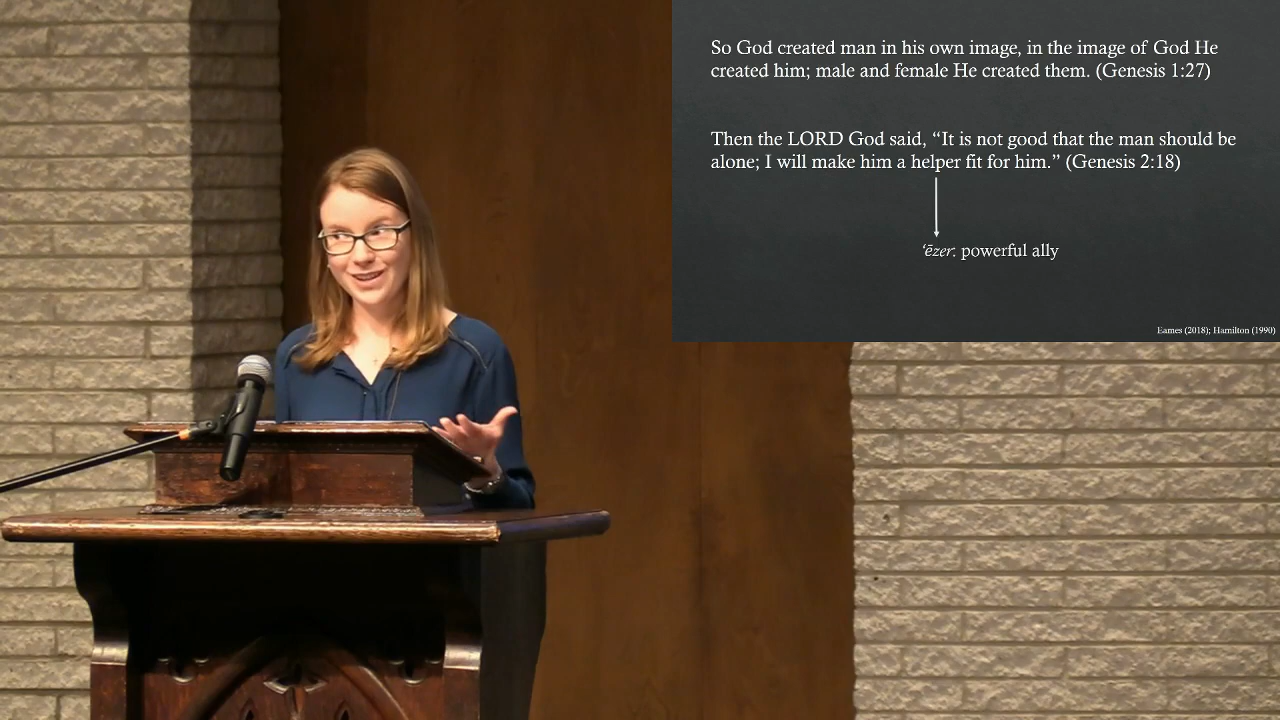 So God created man in his own image, in the image of God He
created him; male and female He created them. (Genesis 1:27)
Then the LORD God said, “It is not good that the man should be
alone; I will make him a helper fit for him.” (Genesis 2:18)
‘ēzer: powerful ally
Eames (2018); Hamilton (1990)